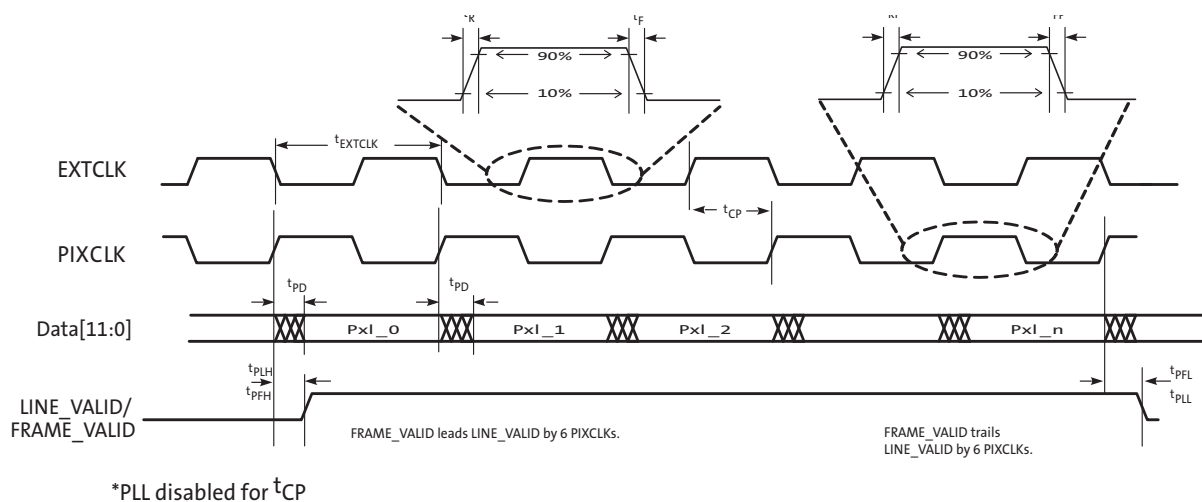 tR
tF
90%
10%
90%
10%
tEXTCLK
EXTCLK
tCP
PIXCLK
tPD
tPD
Data[11:0]
Pxl_0
Pxl_1
Pxl_2
Pxl_n
tPLH
tPFH
tPFL
tPLL
LINE_VALID/
FRAME_VALID
FRAME_VALID leads LINE_VALID by 6 PIXCLKs.
FRAME_VALID trails
LINE_VALID by 6 PIXCLKs.
*PLL disabled for tCP